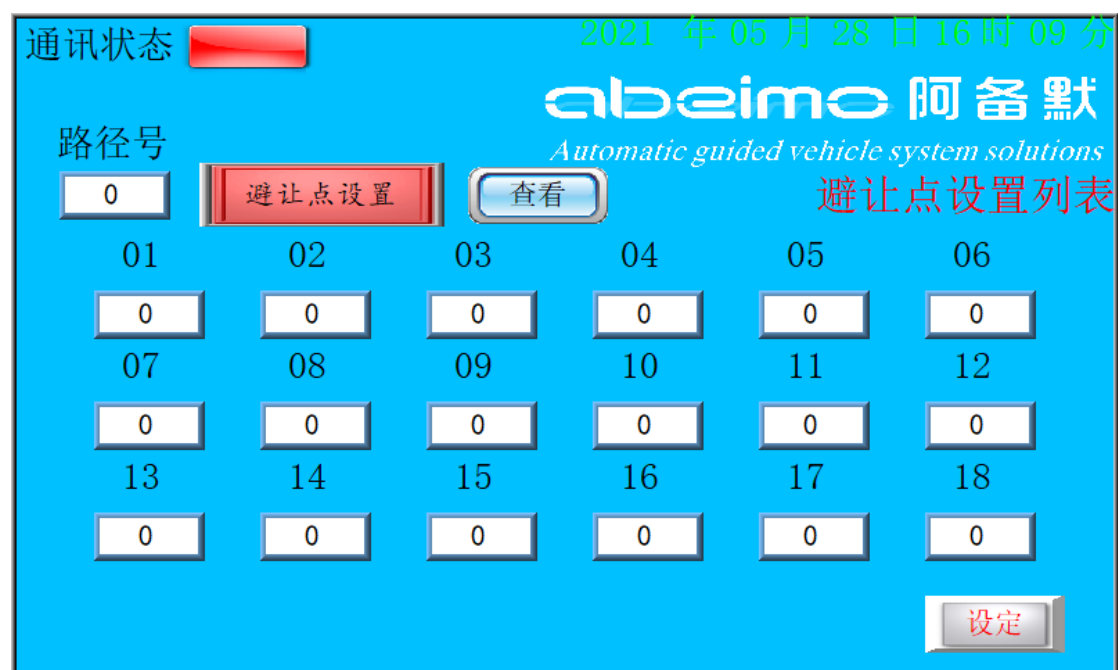 通讯状态
2021 年 05 月 28 日 16 时 09 分
abeimo 阿备默
Automatic guided vehicle system solutions
路径号
0 避让点设置 查看 避让点设置列表
01 02 03 04 05 06
0 0 0 0 0 0
07 08 09 10 11 12
0 0 0 0 0 0
13 14 15 16 17 18
0 0 0 0 0 0
设定